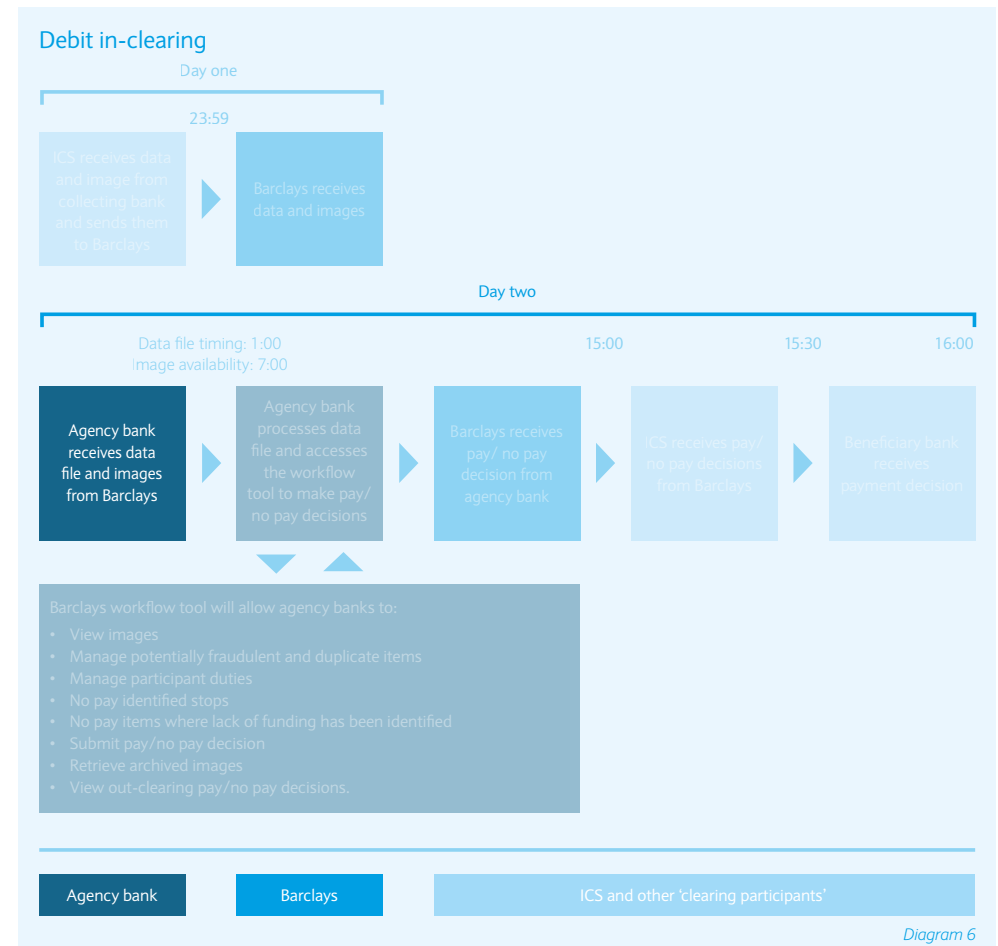 Debit in-clearing
Day one
23:59
ICS receives data
and image from
collecting bank
and sends them
to Barclays
Barclays receives
data and images
Day two
Data file timing: 1:00
Image availability: 7:00
15:00
15:30
16:00
Agency bank
receives data
file and images
from Barclays
Agency bank
processes data
file and accesses
the workflow
tool to make pay/
no pay decisions
Barclays receives
pay/ no pay
decision from
agency bank
ICS receives pay/
no pay decisions
from Barclays
Beneficiary bank
receives
payment decision
Barclays workflow tool will allow agency banks to:
• View images
• Manage potentially fraudulent and duplicate items
• Manage participant duties
• No pay identified stops
• No pay items where lack of funding has been identified
• Submit pay/no pay decision
• Retrieve archived images
• View out-clearing pay/no pay decisions.
Agency bank
Barclays
ICS and other ‘clearing participants’
Diagram 6